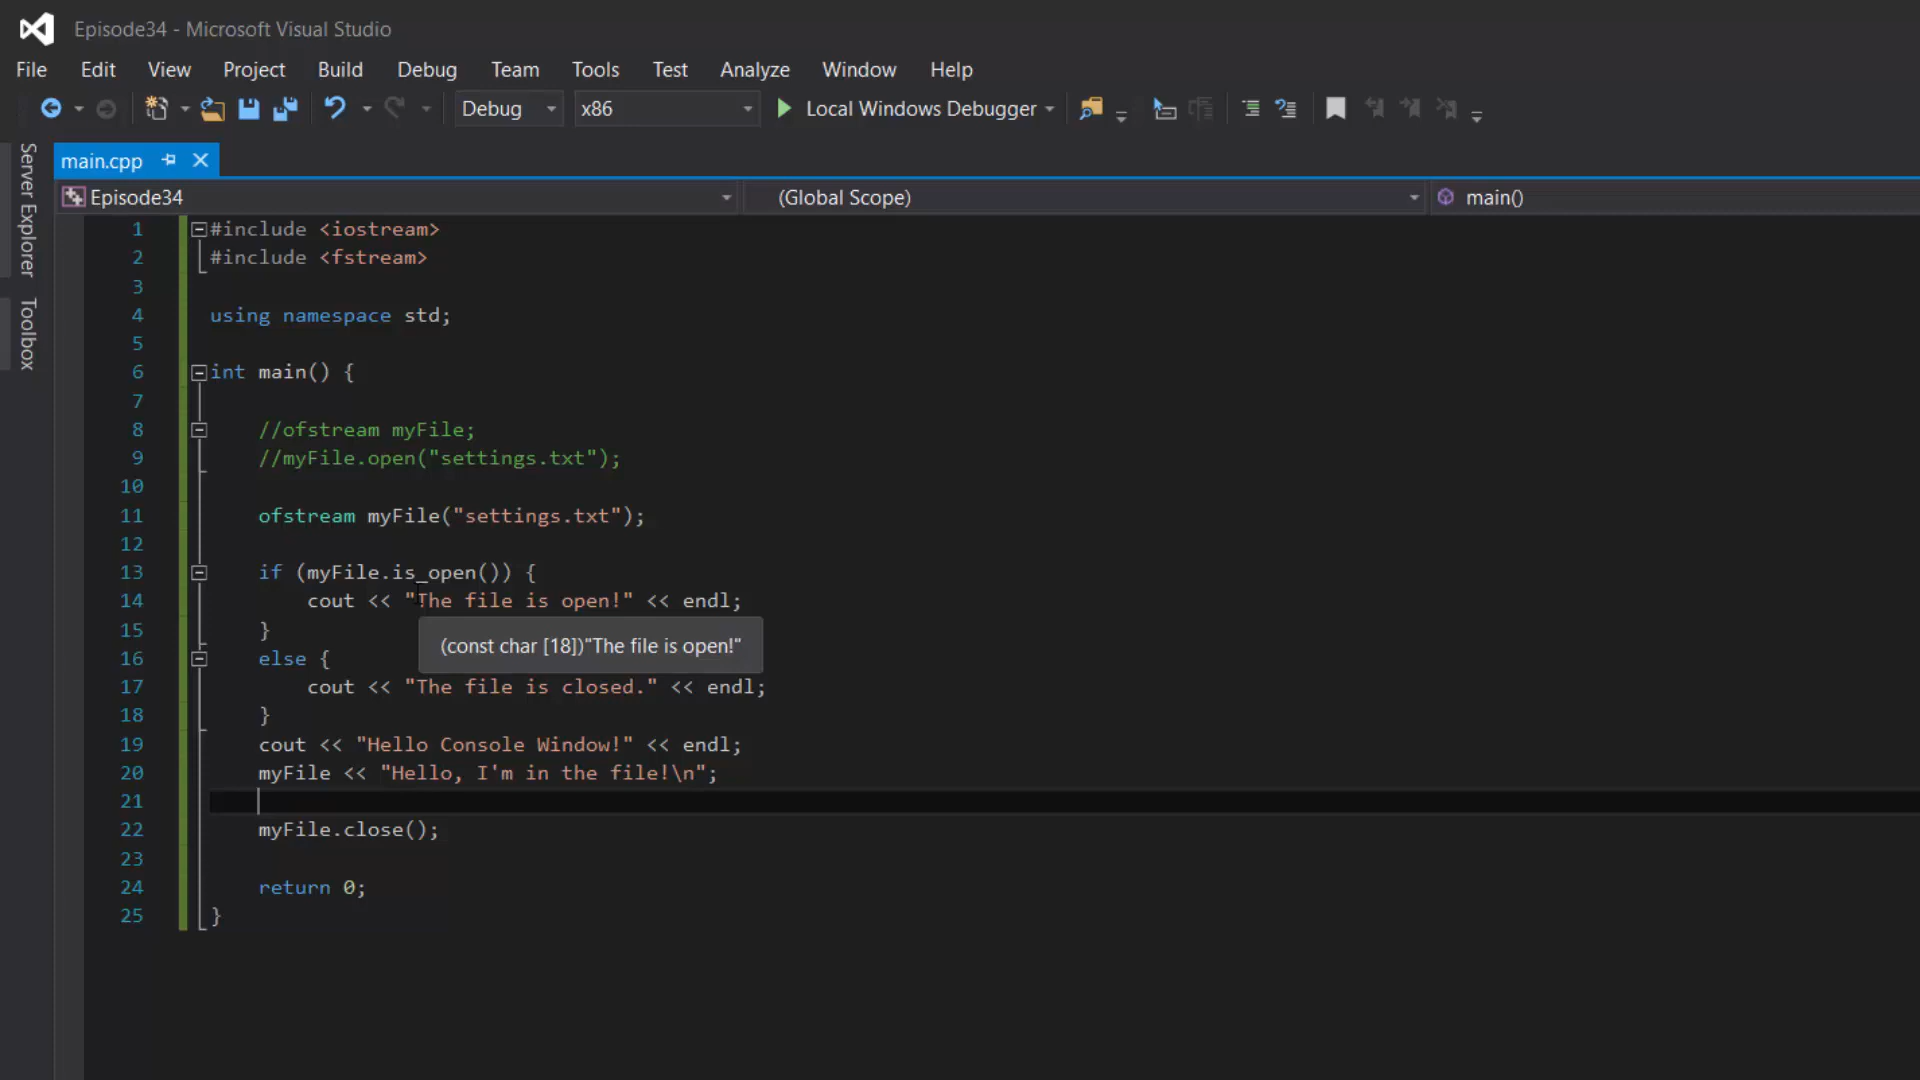 Episode34 - Microsoft Visual Studio
File Edit View Project Build Debug Team Tools Test Analyze Window Help
Debug x86 Local Windows Debugger
Server Explorer
Toolbox
main.cpp
Episode34 (Global Scope) main()
1 #include <iostream>
2 #include <fstream>
3
4 using namespace std;
5
6 int main() {
7
8 //ofstream myFile;
9 //myFile.open("settings.txt");
10
11 ofstream myFile("settings.txt");
12
13 if (myFile.is_open()) {
14 cout << "The file is open!" << endl;
15 }
(const char [18])"The file is open!"
16 else {
17 cout << "The file is closed." << endl;
18 }
19 cout << "Hello Console Window!" << endl;
20 myFile << "Hello, I'm in the file!\n";
21
22 myFile.close();
23
24 return 0;
25 }